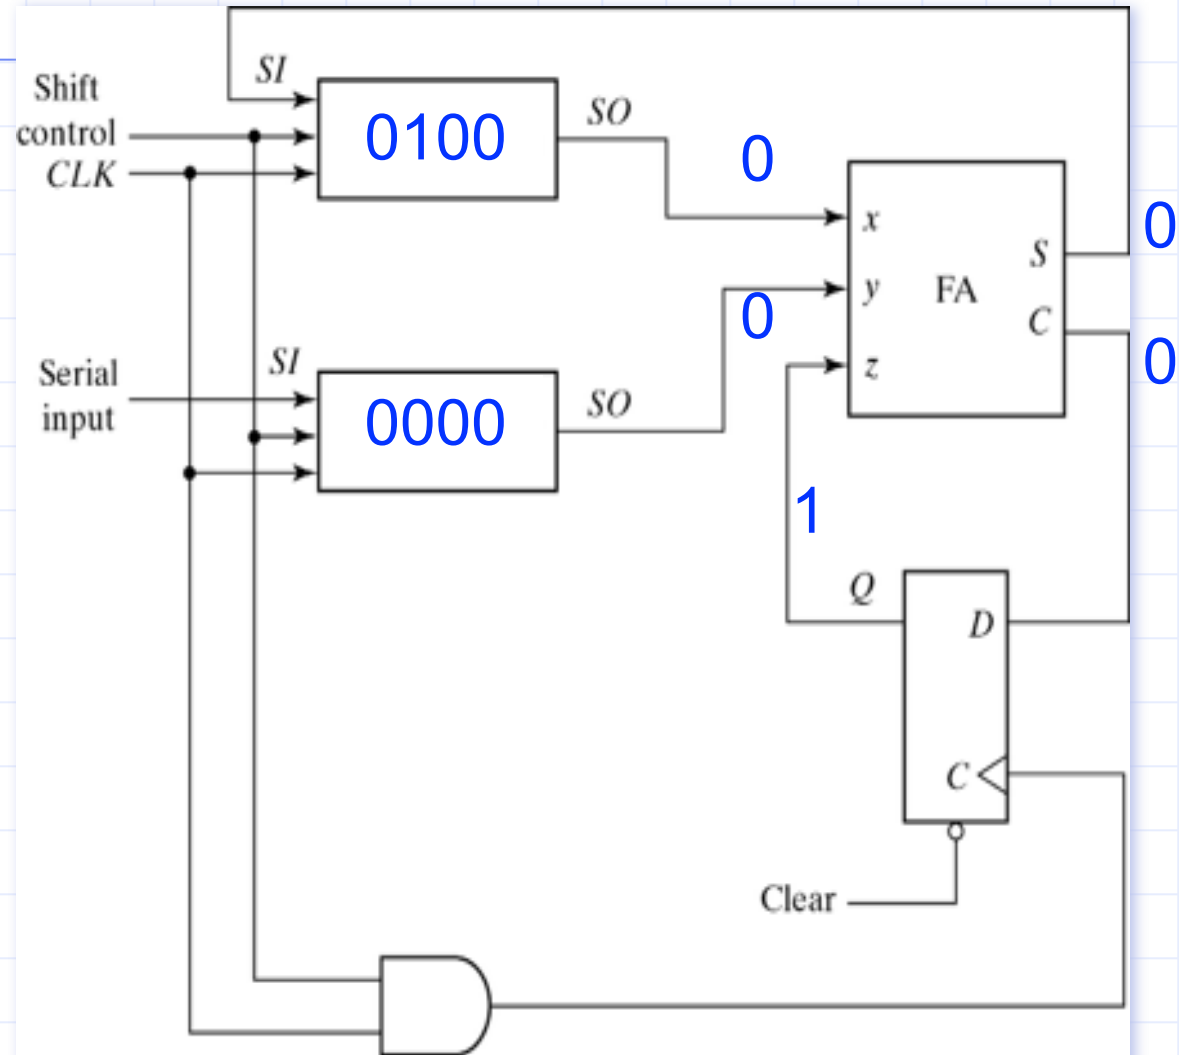 SI
Shift
control
CLK
0100
SO
0
x
y
z
FA
S
C
0
0
0
Serial
input
SI
0000
SO
1
Q
D
C
Clear